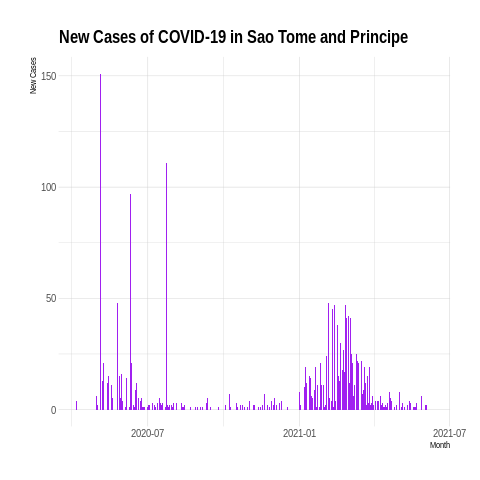 New Cases of COVID-19 in Sao Tome and Principe
New Cases
150
100
50
0
2020-07
2021-01
2021-07
Month